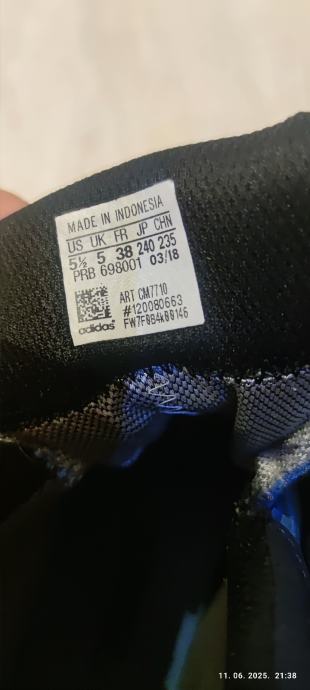 MADE IN INDONESIA
US UK FR JP CHN
5½ 5 38 240 235
PRB 698001 03/18
ART CM7710
#120080663
adidas FW7F0B4K00146
11. 06. 2025. 21:38